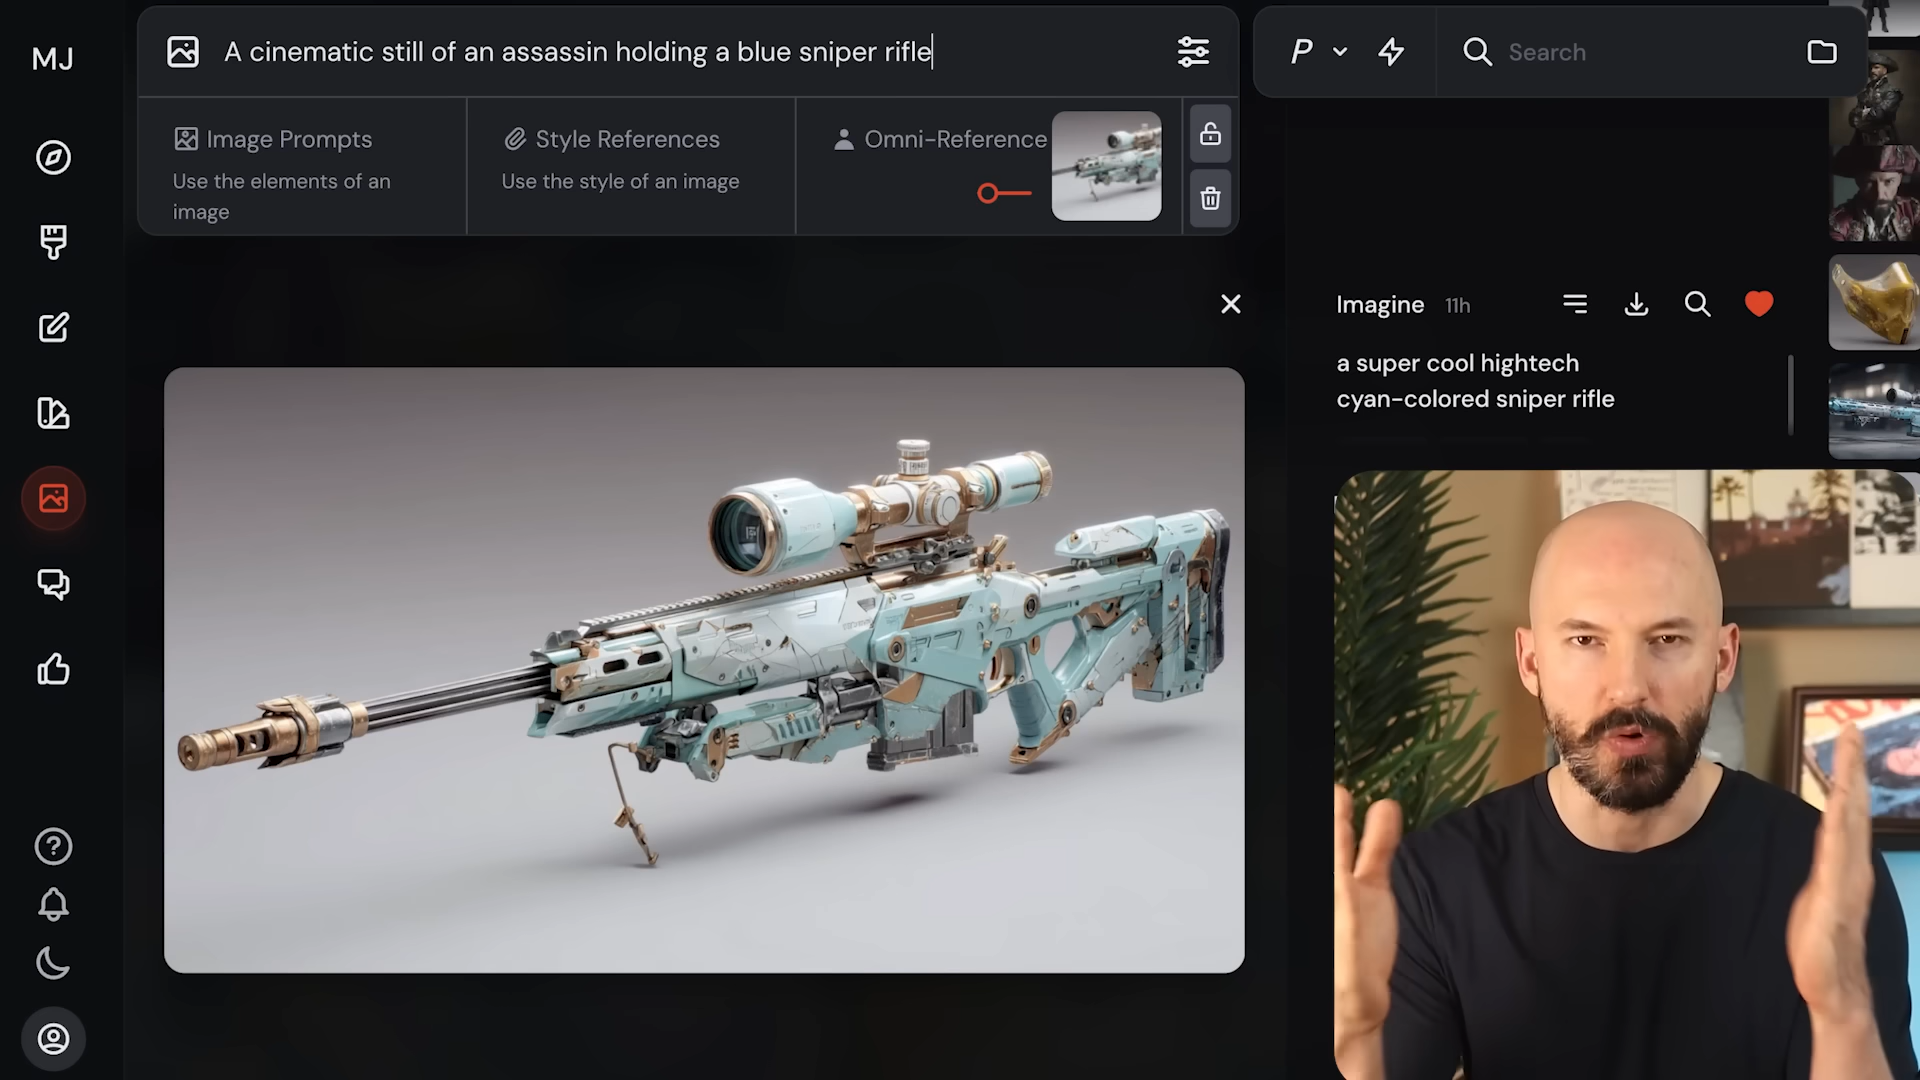 MJ
A cinematic still of an assassin holding a blue sniper rifle
Search
Image Prompts
Use the elements of an
image
Style References
Use the style of an image
Omni-Reference
Imagine 11h
a super cool hightech
cyan-colored sniper rifle